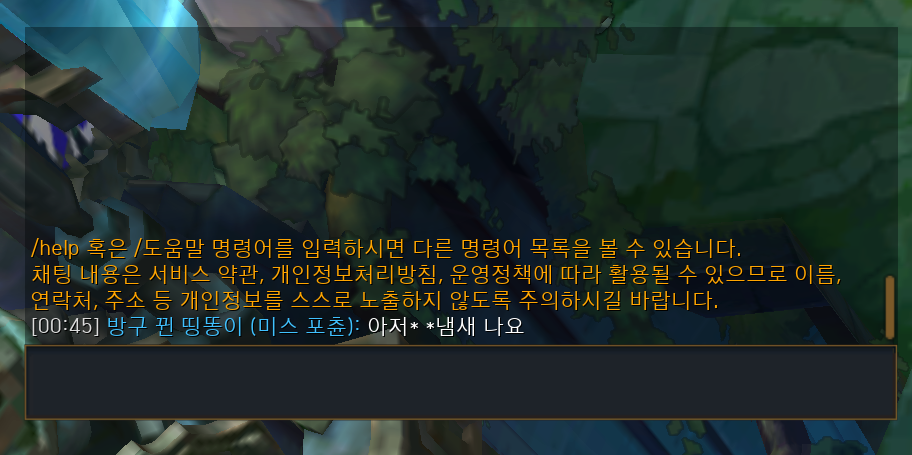 /help 혹은 /도움말 명령어를 입력하시면 다른 명령어 목록을 볼 수 있습니다.
채팅 내용은 서비스 약관, 개인정보처리방침, 운영정책에 따라 활용될 수 있으므로 이름,
연락처, 주소 등 개인정보를 스스로 노출하지 않도록 주의하시길 바랍니다.
[00:45] 방구 뀐 띵똥이 (미스 포츈): 아저* *냄새 나요